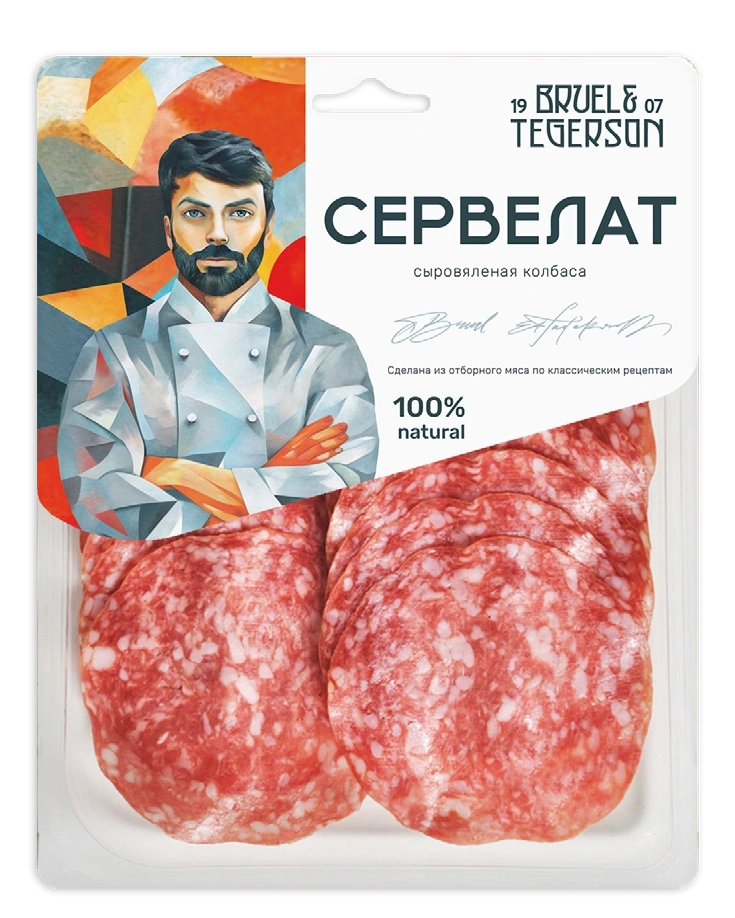 19 BRUEL & 07
TEGERSON
СЕРВЕЛАТ
сыровяленая колбаса
Сделана из отборного мяса по классическим рецептам
100%
natural